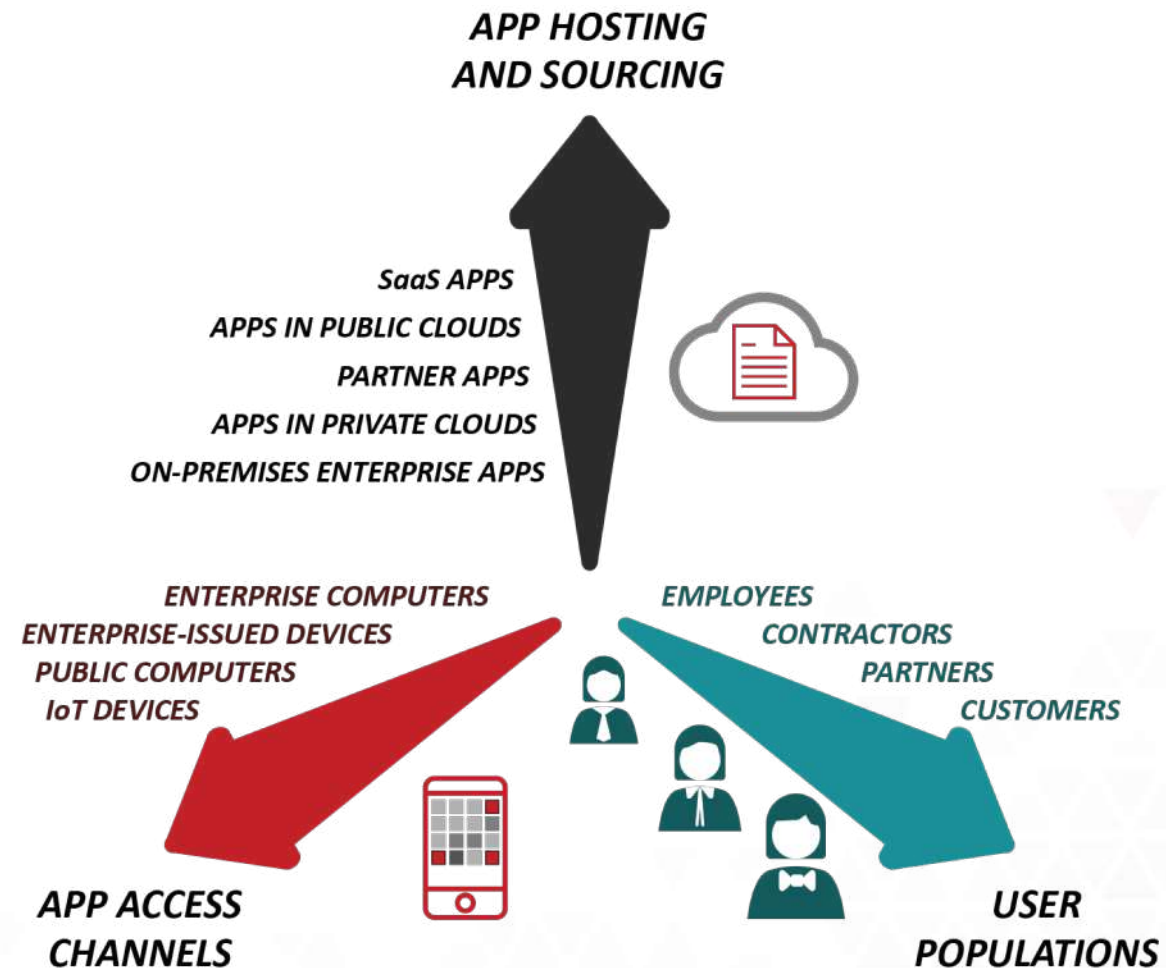 APP HOSTING
AND SOURCING
SaaS APPS
APPS IN PUBLIC CLOUDS
PARTNER APPS
APPS IN PRIVATE CLOUDS
ON-PREMISES ENTERPRISE APPS
ENTERPRISE COMPUTERS
ENTERPRISE-ISSUED DEVICES
PUBLIC COMPUTERS
IoT DEVICES
EMPLOYEES
CONTRACTORS
PARTNERS
CUSTOMERS
APP ACCESS
CHANNELS
USER
POPULATIONS